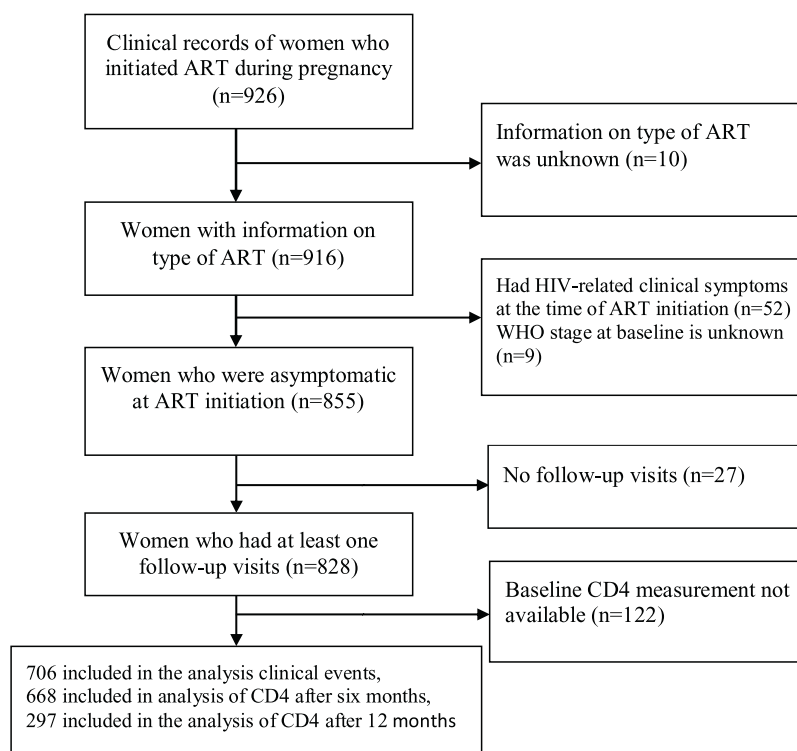 Clinical records of women who
initiated ART during pregnancy
(n=926)
Information on type of ART
was unknown (n=10)
Women with information on
type of ART (n=916)
Had HIV-related clinical symptoms
at the time of ART initiation (n=52)
WHO stage at baseline is unknown
(n=9)
Women who were asymptomatic
at ART initiation (n=855)
No follow-up visits (n=27)
Women who had at least one
follow-up visits (n=828)
Baseline CD4 measurement not
available (n=122)
706 included in the analysis clinical events,
668 included in analysis of CD4 after six months,
297 included in the analysis of CD4 after 12 months